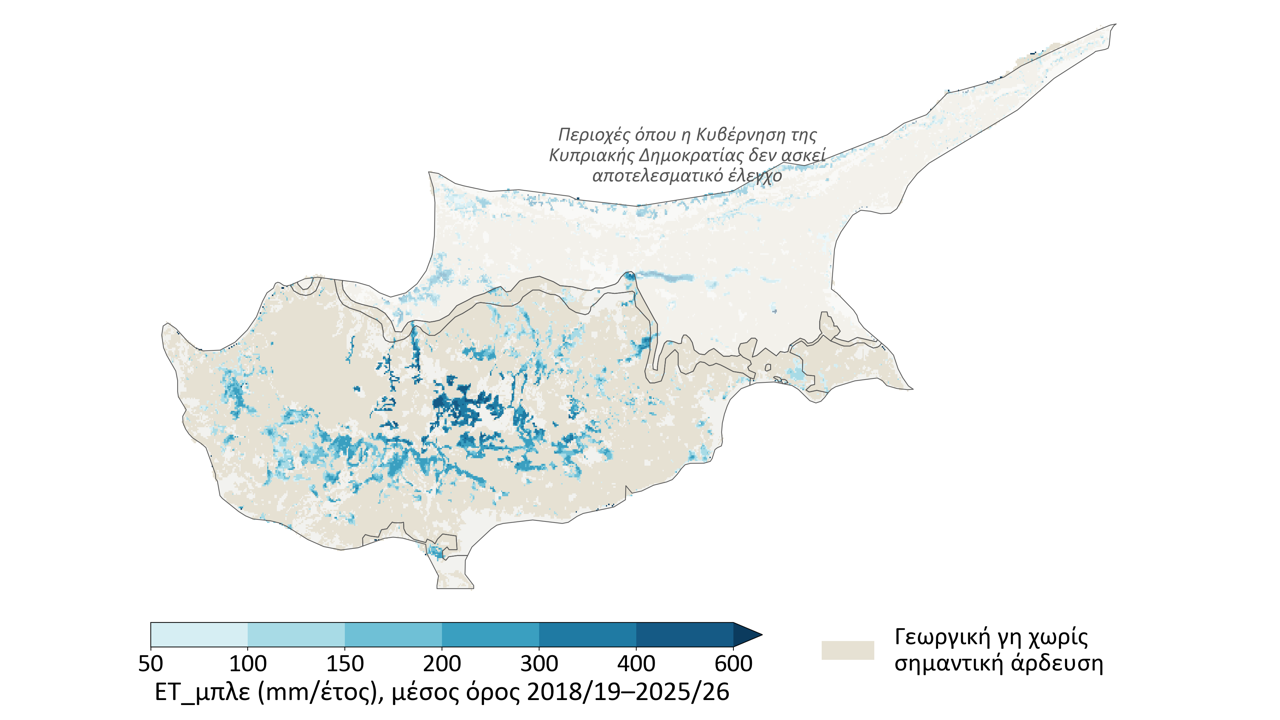 Περιοχές όπου η Κυβέρνηση της
Κυπριακής Δημοκρατίας δεν ασκεί
αποτελεσματικό έλεγχο
50 100 150 200 300 400 600
ET_μπλε (mm/έτος), μέσος όρος 2018/19–2025/26
Γεωργική γη χωρίς
σημαντική άρδευση